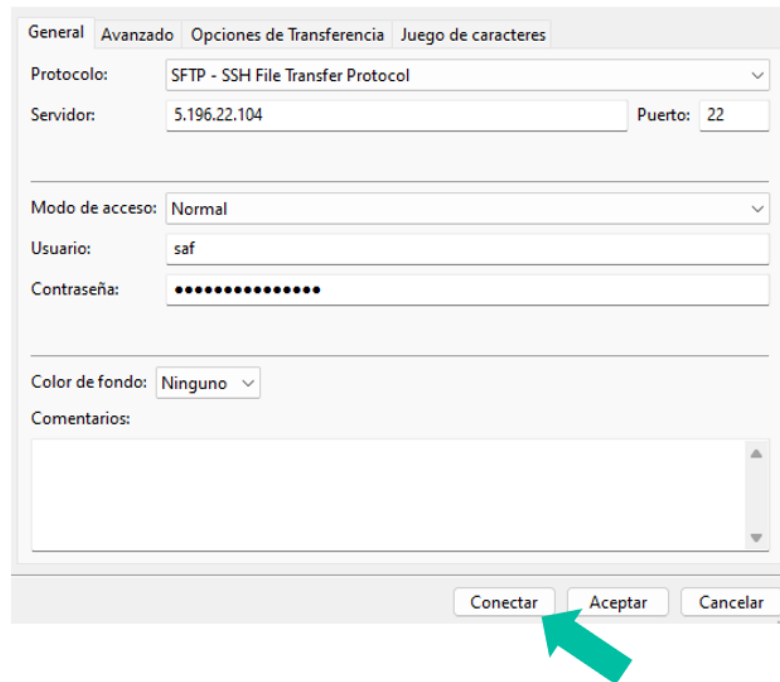 General Avanzado Opciones de Transferencia Juego de caracteres
Protocolo: SFTP - SSH File Transfer Protocol
Servidor: 5.196.22.104 Puerto: 22
Modo de acceso: Normal
Usuario: saf
Contraseña: •••••••••••••••
Color de fondo: Ninguno
Comentarios:
Conectar Aceptar Cancelar